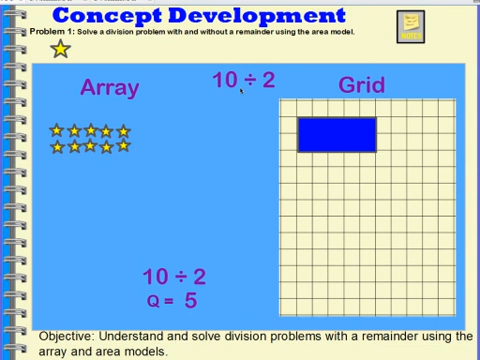 Concept Development
Problem 1: Solve a division problem with and without a remainder using the area model.
NOTES
10 ÷ 2
Array
Grid
10 ÷ 2
Q = 5
Objective: Understand and solve division problems with a remainder using the
array and area models.